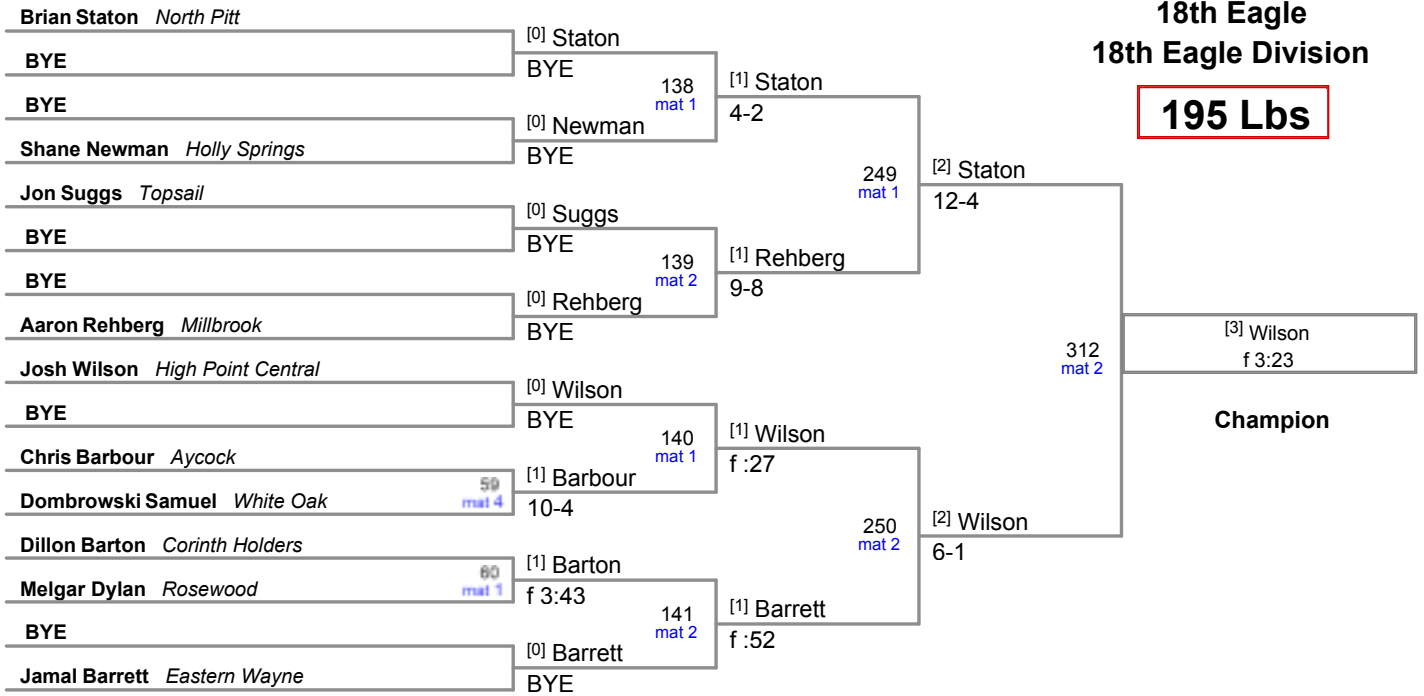 18th Eagle
18th Eagle Division
195 Lbs
Brian Staton North Pitt
BYE
BYE
Shane Newman Holly Springs
Jon Suggs Topsail
BYE
BYE
Aaron Rehberg Millbrook
Josh Wilson High Point Central
BYE
Chris Barbour Aycock
59
mat 4
Dombrowski Samuel White Oak
Dillon Barton Corinth Holders
60
mat 1
Melgar Dylan Rosewood
BYE
Jamal Barrett Eastern Wayne
[0] Staton
BYE
138
mat 1
[0] Newman
BYE
[0] Suggs
BYE
139
mat 2
[0] Rehberg
BYE
[0] Wilson
BYE
140
mat 1
[1] Barbour
10-4
[1] Barton
f 3:43
141
mat 2
[0] Barrett
BYE
[1] Staton
4-2
249
mat 1
[1] Rehberg
9-8
[1] Wilson
f :27
250
mat 2
[1] Barrett
f :52
[2] Staton
12-4
312
mat 2
[2] Wilson
6-1
[3] Wilson
f 3:23
Champion